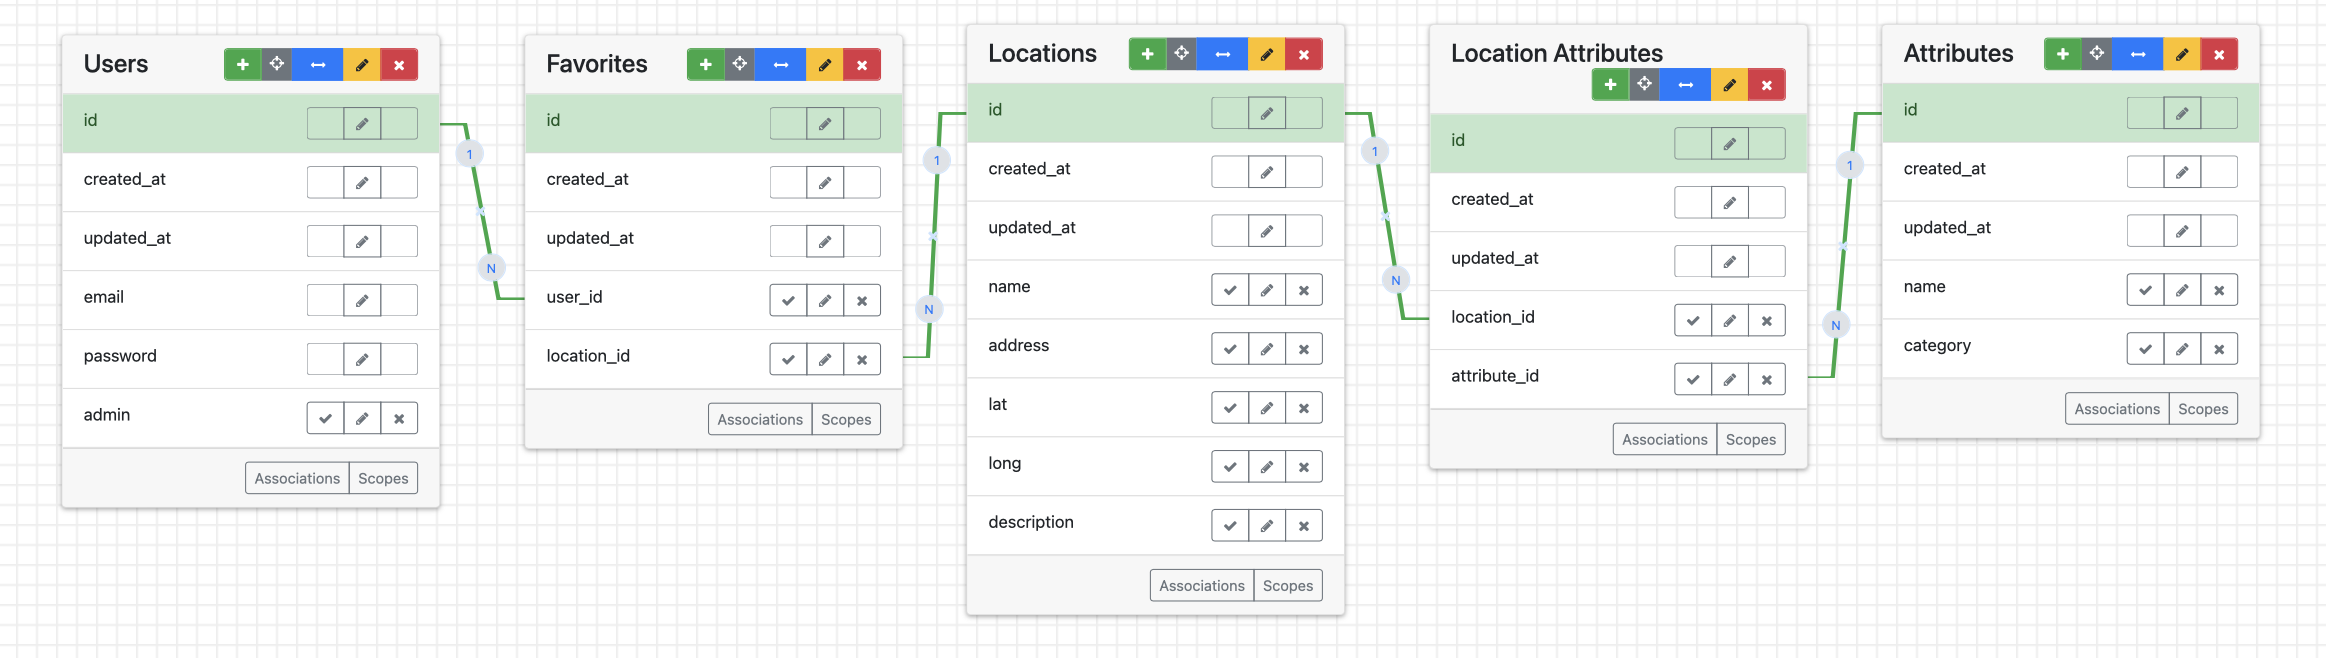 Users
id
created_at
updated_at
email
password
admin
Associations Scopes
1
N
Favorites
id
created_at
updated_at
user_id
location_id
Associations Scopes
1
N
Locations
id
created_at
updated_at
name
address
lat
long
description
Associations Scopes
1
N
Location Attributes
id
created_at
updated_at
location_id
attribute_id
Associations Scopes
1
N
Attributes
id
created_at
updated_at
name
category
Associations Scopes